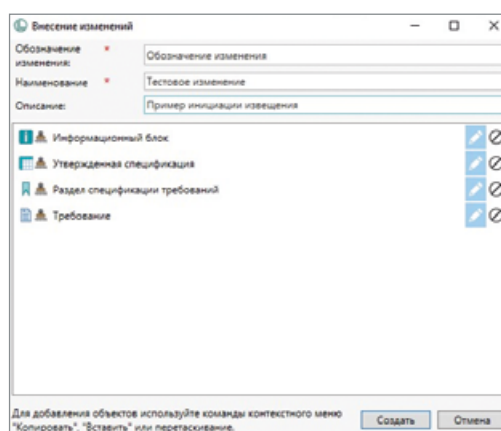 Внесение изменений
Обозначение * изменения:
Обозначение изменения
Наименование *
Тестовое изменение
Описание:
Пример инициации извещения
Информационный блок
Утвержденная спецификация
Раздел спецификации требований
Требование
Для добавления объектов используйте команды контекстного меню
"Копировать", "Вставить" или перетаскивание.
Создать
Отмена